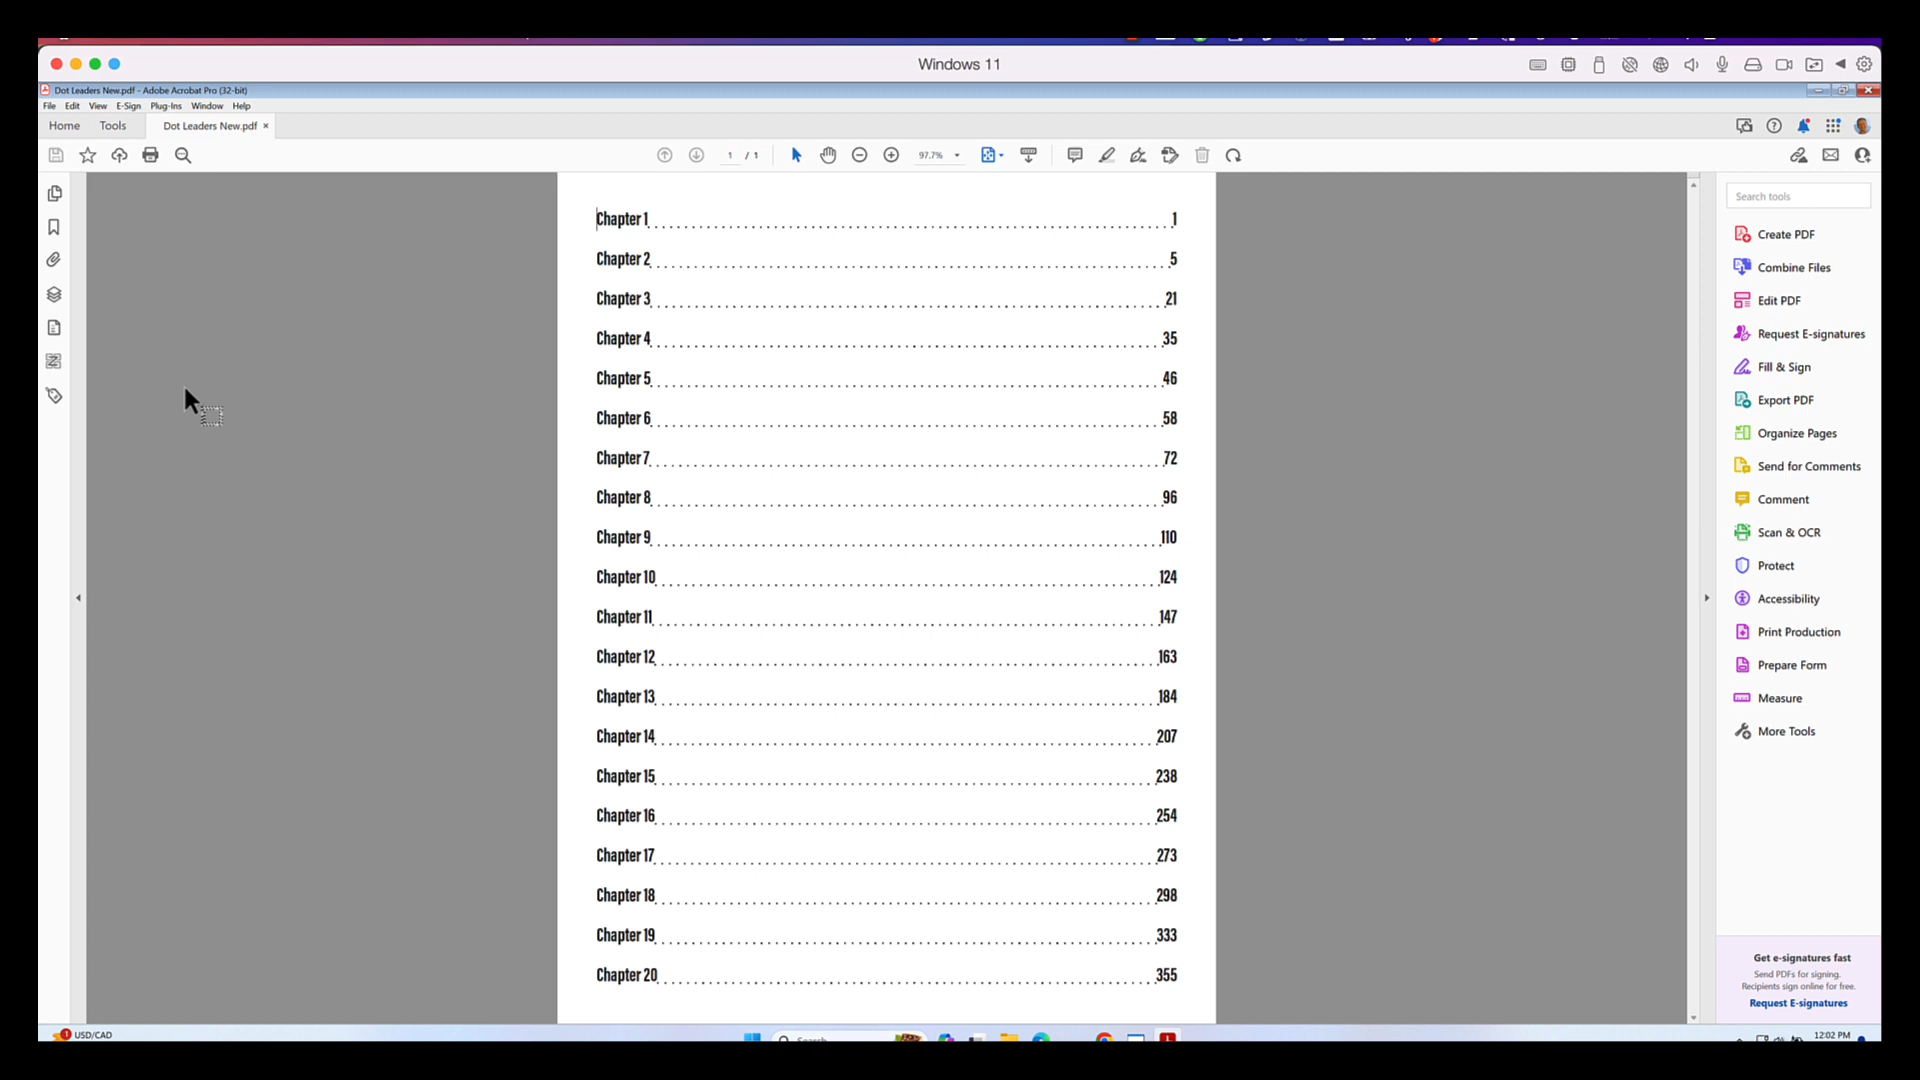 Windows 11
Dot Leaders New.pdf - Adobe Acrobat Pro (32-bit)
File Edit View E-Sign Plug-Ins Window Help
Home Tools Dot Leaders New.pdf ×
1 / 1 97.7%
Search tools
Chapter 1 1
Chapter 2 5
Chapter 3 21
Chapter 4 35
Chapter 5 46
Chapter 6 58
Chapter 7 72
Chapter 8 96
Chapter 9 110
Chapter 10 124
Chapter 11 147
Chapter 12 163
Chapter 13 184
Chapter 14 207
Chapter 15 238
Chapter 16 254
Chapter 17 273
Chapter 18 298
Chapter 19 333
Chapter 20 355
Create PDF
Combine Files
Edit PDF
Request E-signatures
Fill & Sign
Export PDF
Organize Pages
Send for Comments
Comment
Scan & OCR
Protect
Accessibility
Print Production
Prepare Form
Measure
More Tools
Get e-signatures fast
Send PDFs for signing.
Recipients sign online for free.
Request E-signatures
1 USD/CAD
Search
12:02 PM